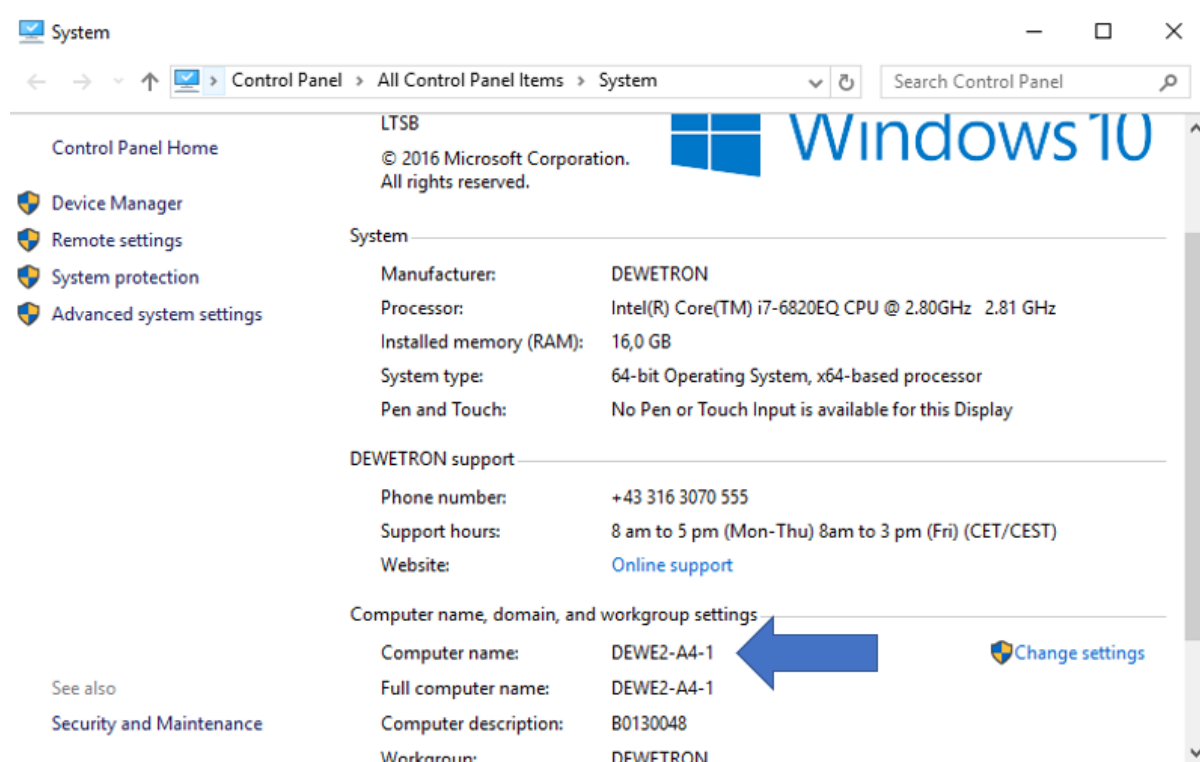 System
Control Panel > All Control Panel Items > System
Search Control Panel
Control Panel Home
Device Manager
Remote settings
System protection
Advanced system settings
See also
Security and Maintenance
LTSB
© 2016 Microsoft Corporation.
All rights reserved.
Windows 10
System
Manufacturer: DEWETRON
Processor: Intel(R) Core(TM) i7-6820EQ CPU @ 2.80GHz 2.81 GHz
Installed memory (RAM): 16,0 GB
System type: 64-bit Operating System, x64-based processor
Pen and Touch: No Pen or Touch Input is available for this Display
DEWETRON support
Phone number: +43 316 3070 555
Support hours: 8 am to 5 pm (Mon-Thu) 8am to 3 pm (Fri) (CET/CEST)
Website: Online support
Computer name, domain, and workgroup settings
Computer name: DEWE2-A4-1
Change settings
Full computer name: DEWE2-A4-1
Computer description: B0130048
Workgroup: DEWETRON